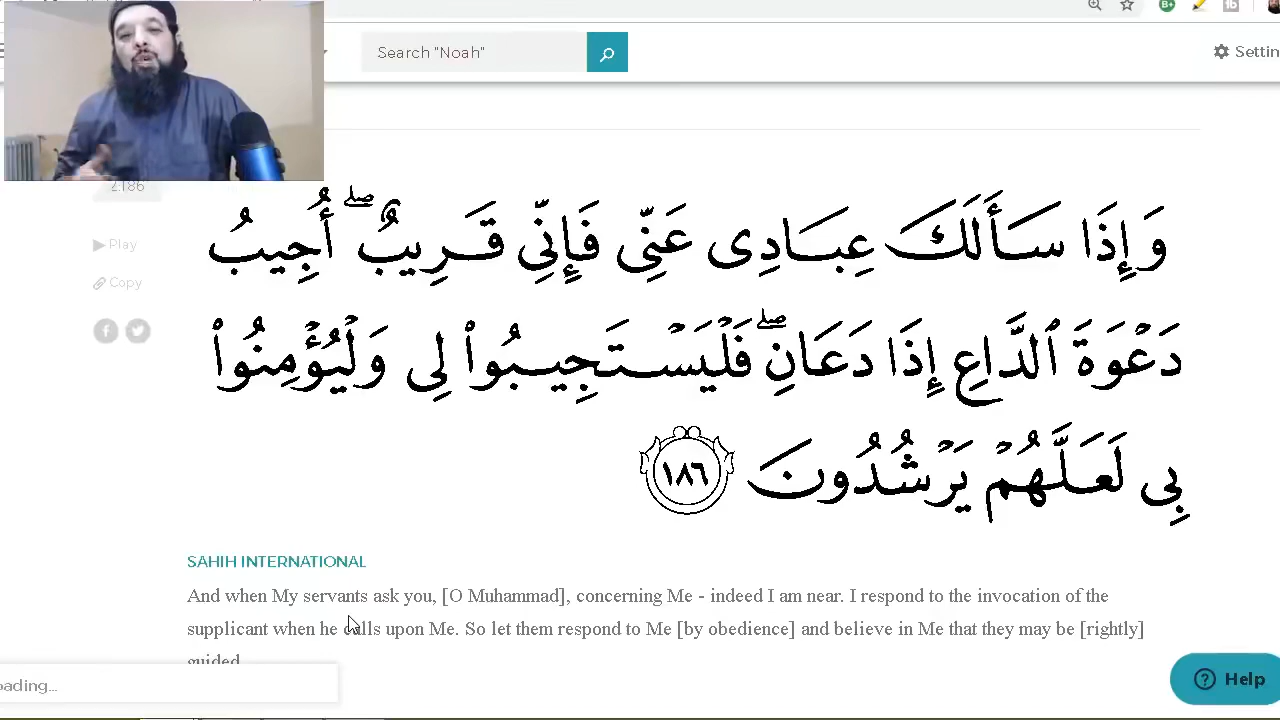 Search "Noah"
Settin
2:186
Play
Copy
وَإِذَا سَأَلَكَ عِبَادِى عَنِّى فَإِنِّى قَرِيبٌ ۖ أُجِيبُ
دَعْوَةَ ٱلدَّاعِ إِذَا دَعَانِ ۖ فَلْيَسْتَجِيبُوا۟ لِى وَلْيُؤْمِنُوا۟
بِى لَعَلَّهُمْ يَرْشُدُونَ ١٨٦
SAHIH INTERNATIONAL
And when My servants ask you, [O Muhammad], concerning Me - indeed I am near. I respond to the invocation of the
supplicant when he calls upon Me. So let them respond to Me [by obedience] and believe in Me that they may be [rightly]
guided
oading...
Help